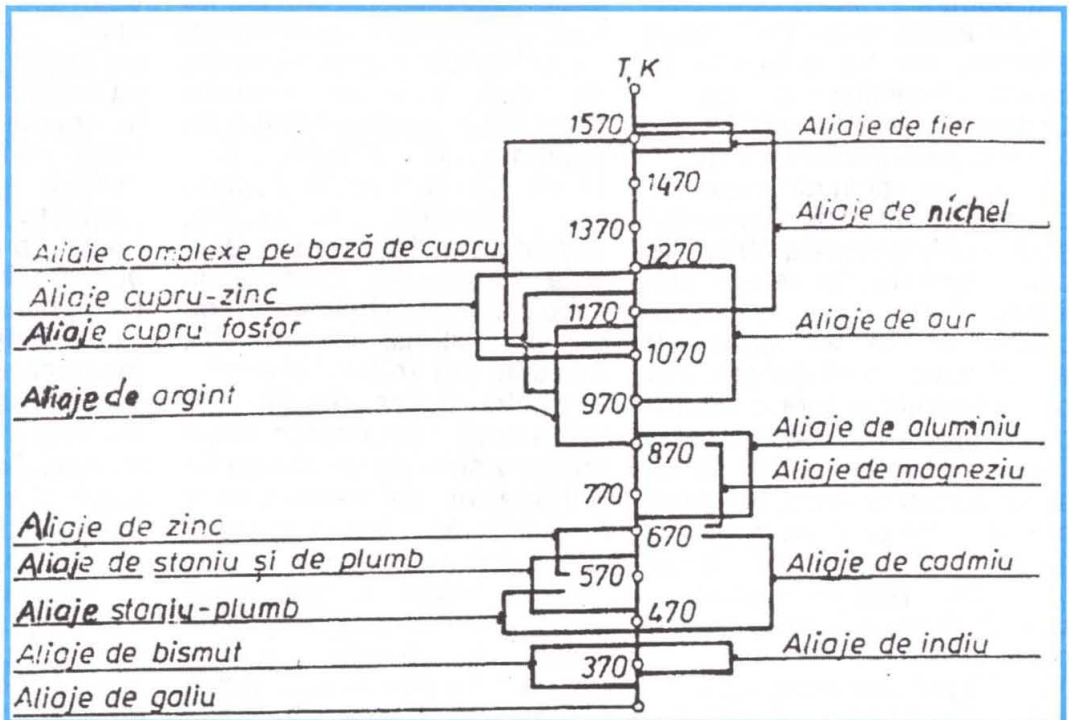 T, K
1570
Aliaje de fier
1470
1370
Aliaje de nichel
Aliaje complexe pe bază de cupru
1270
Aliaje cupru-zinc
1170
Aliaje cupru fosfor
Aliaje de aur
1070
Aliaje de argint
970
Aliaje de aluminiu
870
Aliaje de magneziu
770
Aliaje de zinc
670
Aliaje de staniu și de plumb
570
Aliaje de cadmiu
Aliaje staniu-plumb
470
Aliaje de bismut
370
Aliaje de indiu
Aliaje de galiu